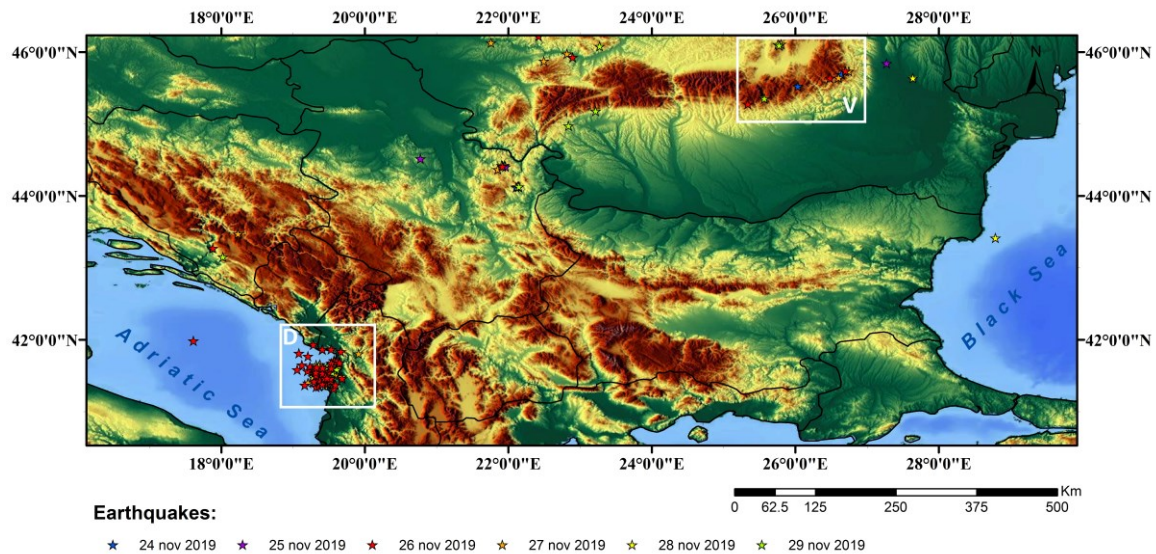 18°0'0"E 20°0'0"E 22°0'0"E 24°0'0"E 26°0'0"E 28°0'0"E
46°0'0"N 46°0'0"N
N
V
44°0'0"N 44°0'0"N
Black Sea
42°0'0"N 42°0'0"N
D
Adriatic Sea
18°0'0"E 20°0'0"E 22°0'0"E 24°0'0"E 26°0'0"E 28°0'0"E
Km
0 62.5 125 250 375 500
Earthquakes:
24 nov 2019 25 nov 2019 26 nov 2019 27 nov 2019 28 nov 2019 29 nov 2019